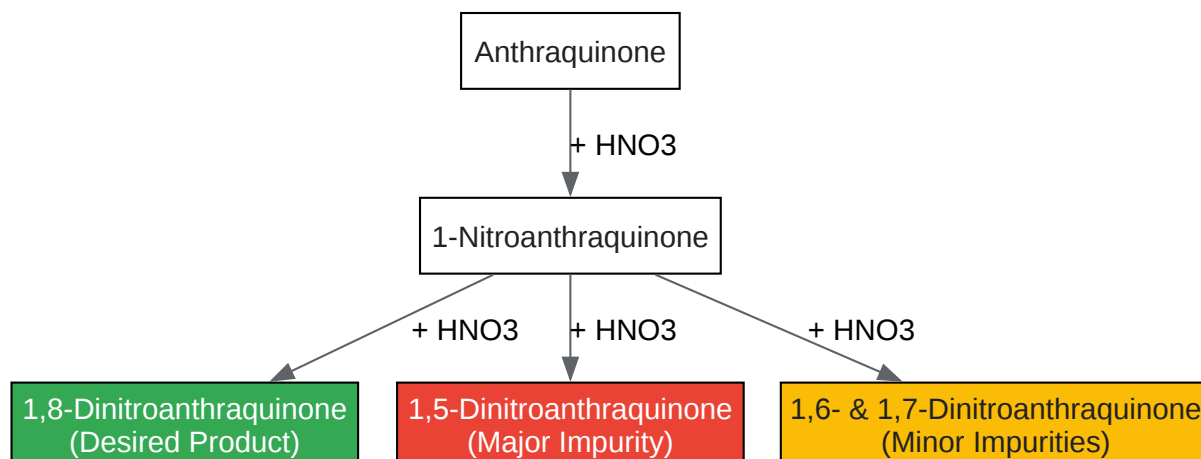 Anthraquinone
+ HNO3
1-Nitroanthraquinone
+ HNO3
+ HNO3
+ HNO3
1,8-Dinitroanthraquinone
(Desired Product)
1,5-Dinitroanthraquinone
(Major Impurity)
1,6- & 1,7-Dinitroanthraquinone
(Minor Impurities)